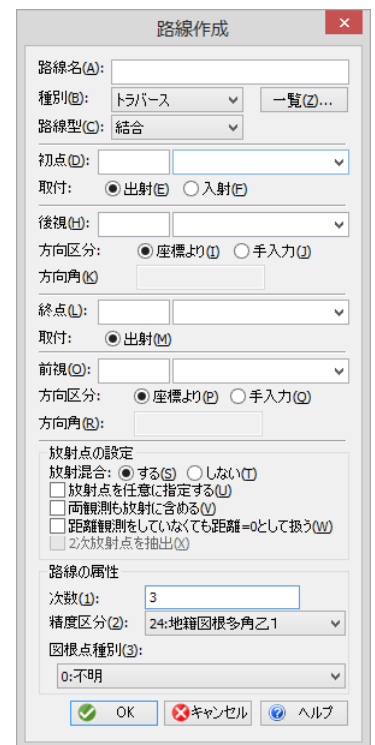 路線作成
×
路線名(A):
種別(B): トラバース 一覧(Z)...
路線型(C): 結合
初点(D):
取付: 出射(E) 入射(F)
後視(H):
方向区分: 座標より(I) 手入力(J)
方向角(K)
終点(L):
取付: 出射(M)
前視(O):
方向区分: 座標より(P) 手入力(Q)
方向角(R):
放射点の設定
放射混合: する(S) しない(T)
放射点を任意に指定する(U)
両観測も放射に含める(V)
距離観測をしていなくても距離=0として扱う(W)
2次放射点を抽出(X)
路線の属性
次数(1): 3
精度区分(2): 24:地籍図根多角乙1
図根点種別(3):
0:不明
OK キャンセル ヘルプ